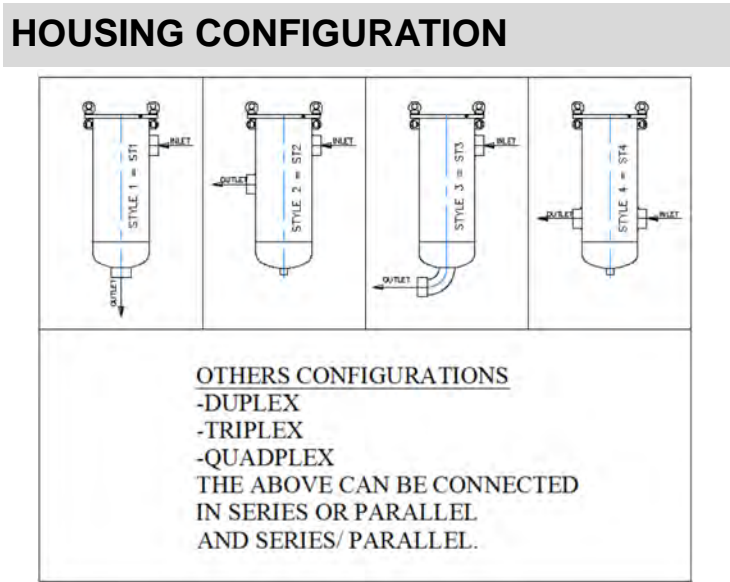 HOUSING CONFIGURATION
INLET
STYLE 1 = ST1
OUTLET
INLET
OUTLET
STYLE 2 = ST2
INLET
STYLE 3 = ST3
OUTLET
STYLE 4 = ST4
OUTLET
INLET
OTHERS CONFIGURATIONS
-DUPLEX
-TRIPLEX
-QUADPLEX
THE ABOVE CAN BE CONNECTED
IN SERIES OR PARALLEL
AND SERIES/ PARALLEL.